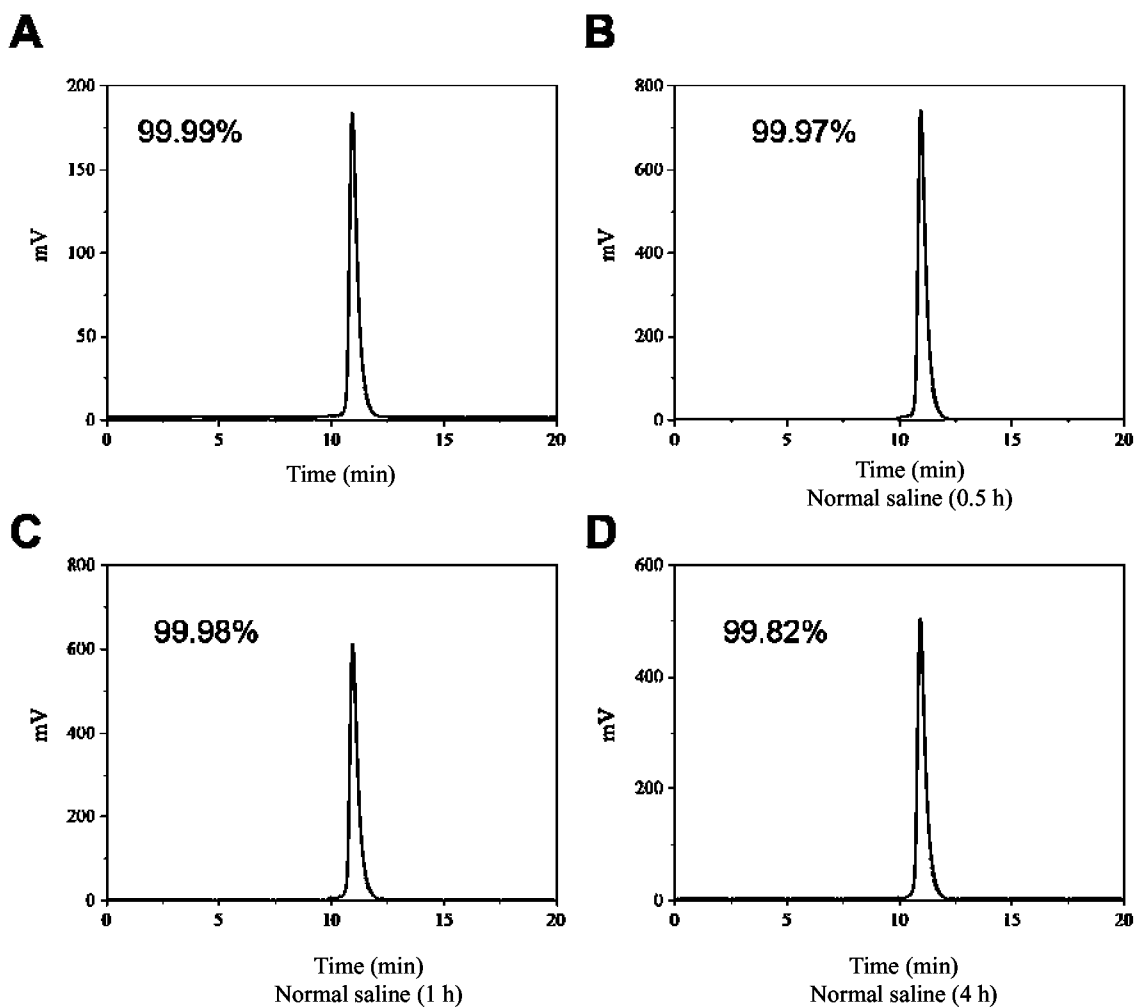 A
200
150
100
50
0
mV
99.99%
0 5 10 15 20
Time (min)
B
800
600
400
200
0
mV
99.97%
0 5 10 15 20
Time (min)
Normal saline (0.5 h)
C
800
600
400
200
0
mV
99.98%
0 5 10 15 20
Time (min)
Normal saline (1 h)
D
600
400
200
0
mV
99.82%
0 5 10 15 20
Time (min)
Normal saline (4 h)